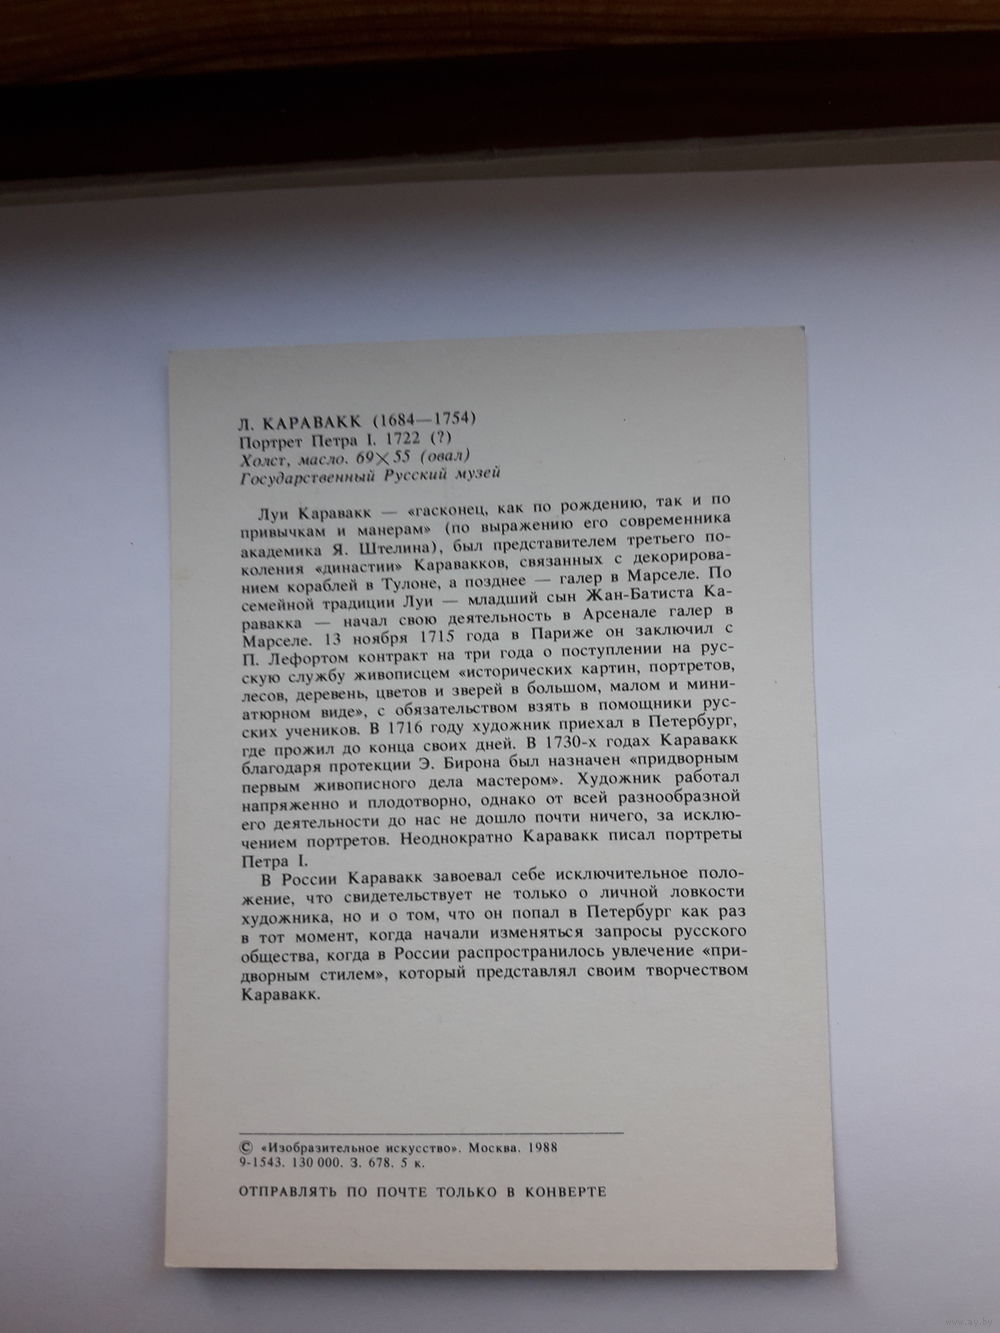 Л. КАРАВАКК (1684—1754)
Портрет Петра I. 1722 (?)
Холст, масло. 69×55 (овал)
Государственный Русский музей
Луи Каравакк — «гасконец, как по рождению, так и по
привычкам и манерам» (по выражению его современника
академика Я. Штелина), был представителем третьего по-
коления «династии» Каравакков, связанных с декорирова-
нием кораблей в Тулоне, а позднее — галер в Марселе. По
семейной традиции Луи — младший сын Жан-Батиста Ка-
равакка — начал свою деятельность в Арсенале галер в
Марселе. 13 ноября 1715 года в Париже он заключил с
П. Лефортом контракт на три года о поступлении на рус-
скую службу живописцем «исторических картин, портретов,
лесов, деревень, цветов и зверей в большом, малом и мини-
атюрном виде», с обязательством взять в помощники рус-
ских учеников. В 1716 году художник приехал в Петербург,
где прожил до конца своих дней. В 1730-х годах Каравакк
благодаря протекции Э. Бирона был назначен «придворным
первым живописного дела мастером». Художник работал
напряженно и плодотворно, однако от всей разнообразной
его деятельности до нас не дошло почти ничего, за исклю-
чением портретов. Неоднократно Каравакк писал портреты
Петра I.
В России Каравакк завоевал себе исключительное поло-
жение, что свидетельствует не только о личной ловкости
художника, но и о том, что он попал в Петербург как раз
в тот момент, когда начали изменяться запросы русского
общества, когда в России распространилось увлечение «при-
дворным стилем», который представлял своим творчеством
Каравакк.
© «Изобразительное искусство». Москва. 1988
9-1543. 130 000. З. 678. 5 к.
ОТПРАВЛЯТЬ ПО ПОЧТЕ ТОЛЬКО В КОНВЕРТЕ
www.ay.by